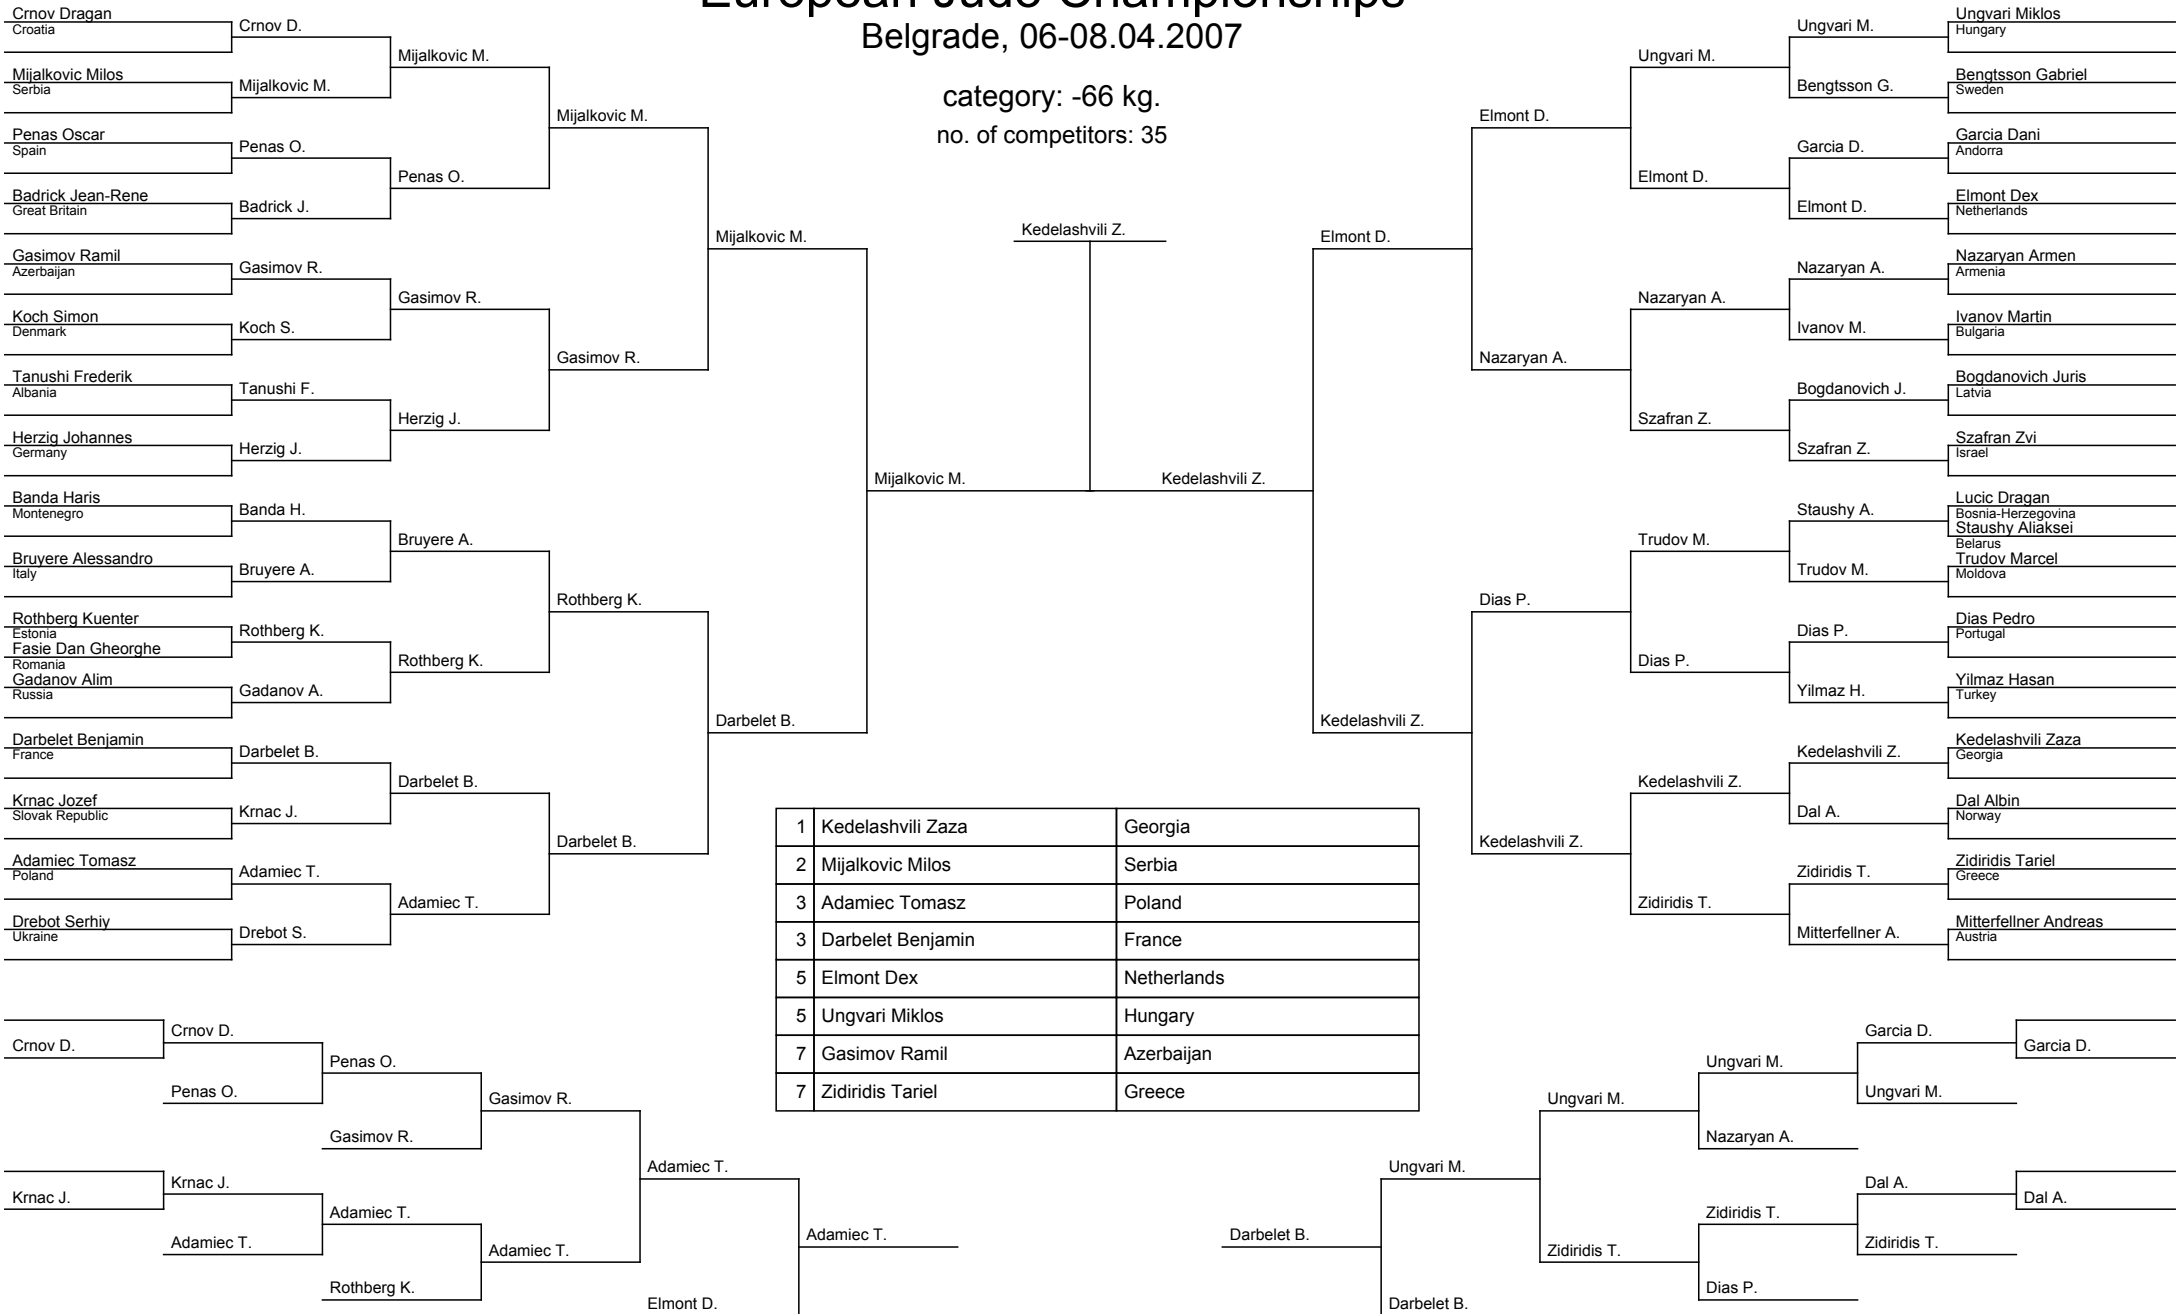 European Judo Championships
Belgrade, 06-08.04.2007
category: -66 kg.
no. of competitors: 35
Crnov Dragan
Croatia
Mijalkovic Milos
Serbia
Penas Oscar
Spain
Badrick Jean-Rene
Great Britain
Gasimov Ramil
Azerbaijan
Koch Simon
Denmark
Tanushi Frederik
Albania
Herzig Johannes
Germany
Banda Haris
Montenegro
Bruyere Alessandro
Italy
Rothberg Kuenter
Estonia
Fasie Dan Gheorghe
Romania
Gadanov Alim
Russia
Darbelet Benjamin
France
Krnac Jozef
Slovak Republic
Adamiec Tomasz
Poland
Drebot Serhiy
Ukraine
Crnov D.
Mijalkovic M.
Penas O.
Badrick J.
Gasimov R.
Koch S.
Tanushi F.
Herzig J.
Banda H.
Bruyere A.
Rothberg K.
Gadanov A.
Darbelet B.
Krnac J.
Adamiec T.
Drebot S.
Mijalkovic M.
Penas O.
Gasimov R.
Herzig J.
Bruyere A.
Rothberg K.
Darbelet B.
Adamiec T.
Mijalkovic M.
Gasimov R.
Rothberg K.
Darbelet B.
Mijalkovic M.
Darbelet B.
Mijalkovic M.
Kedelashvili Z.
Kedelashvili Z.
Elmont D.
Kedelashvili Z.
Elmont D.
Nazaryan A.
Dias P.
Kedelashvili Z.
Ungvari M.
Elmont D.
Nazaryan A.
Szafran Z.
Trudov M.
Dias P.
Kedelashvili Z.
Zidiridis T.
Ungvari M.
Bengtsson G.
Garcia D.
Elmont D.
Nazaryan A.
Ivanov M.
Bogdanovich J.
Szafran Z.
Staushy A.
Trudov M.
Dias P.
Yilmaz H.
Kedelashvili Z.
Dal A.
Zidiridis T.
Mitterfellner A.
Ungvari Miklos
Hungary
Bengtsson Gabriel
Sweden
Garcia Dani
Andorra
Elmont Dex
Netherlands
Nazaryan Armen
Armenia
Ivanov Martin
Bulgaria
Bogdanovich Juris
Latvia
Szafran Zvi
Israel
Lucic Dragan
Bosnia-Herzegovina
Staushy Aliaksei
Belarus
Trudov Marcel
Moldova
Dias Pedro
Portugal
Yilmaz Hasan
Turkey
Kedelashvili Zaza
Georgia
Dal Albin
Norway
Zidiridis Tariel
Greece
Mitterfellner Andreas
Austria
1 Kedelashvili Zaza Georgia
2 Mijalkovic Milos Serbia
3 Adamiec Tomasz Poland
3 Darbelet Benjamin France
5 Elmont Dex Netherlands
5 Ungvari Miklos Hungary
7 Gasimov Ramil Azerbaijan
7 Zidiridis Tariel Greece
Crnov D.
Krnac J.
Crnov D.
Penas O.
Krnac J.
Adamiec T.
Penas O.
Gasimov R.
Adamiec T.
Rothberg K.
Gasimov R.
Adamiec T.
Adamiec T.
Elmont D.
Adamiec T.
Darbelet B.
Ungvari M.
Darbelet B.
Ungvari M.
Zidiridis T.
Ungvari M.
Nazaryan A.
Zidiridis T.
Dias P.
Garcia D.
Ungvari M.
Dal A.
Zidiridis T.
Garcia D.
Dal A.